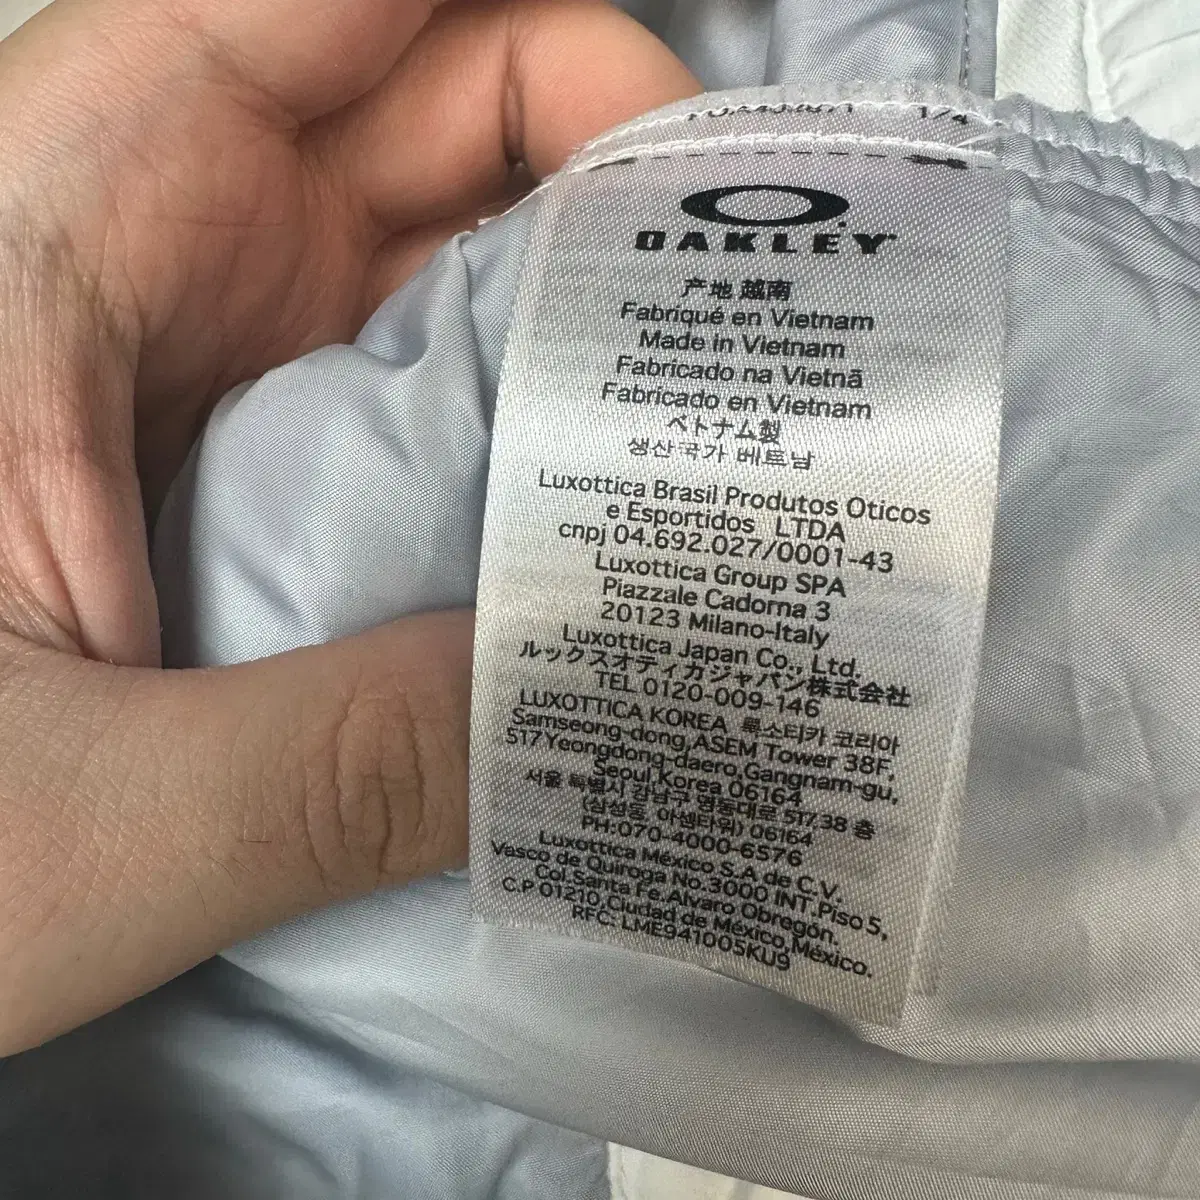 1/4
OAKLEY
产地 越南
Fabriqué en Vietnam
Made in Vietnam
Fabricado na Vietnã
Fabricado en Vietnam
ベトナム製
생산국가 베트남
Luxottica Brasil Produtos Oticos
e Esportidos LTDA
cnpj 04.692.027/0001-43
Luxottica Group SPA
Piazzale Cadorna 3
20123 Milano-Italy
Luxottica Japan Co., Ltd.
ルックスオティカジャパン株式会社
TEL 0120-009-146
LUXOTTICA KOREA 룩소티카 코리아
Samseong-dong,ASEM Tower 38F,
517Yeongdong-daero,Gangnam-gu,
Seoul,Korea 06164
서울 특별시 강남구 영동대로 517,38 층
(삼성동, 아셈타워) 06164
PH:070-4000-6576
Luxottica México,S.A de C.V.
Vasco de Quiroga No.3000 INT.Piso 5,
Col.Santa Fe.Alvaro Obregón.
C.P 01210,Ciudad de México,México.
RFC: LME941005KU9